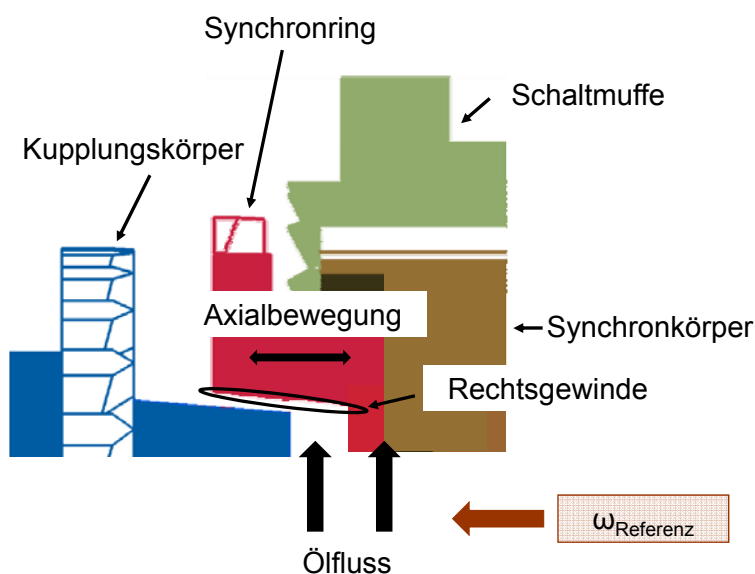 Synchronring
Schaltmuffe
Kupplungskörper
Axialbewegung
Synchronkörper
Rechtsgewinde
ωReferenz
Ölfluss